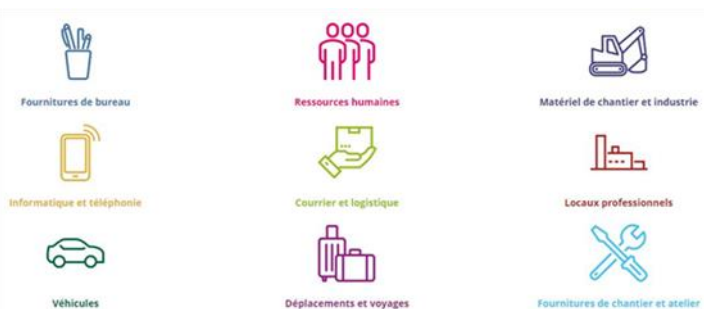 Fournitures de bureau
Ressources humaines
Matériel de chantier et industrie
Informatique et téléphonie
Courrier et logistique
Locaux professionnels
Véhicules
Déplacements et voyages
Fournitures de chantier et atelier